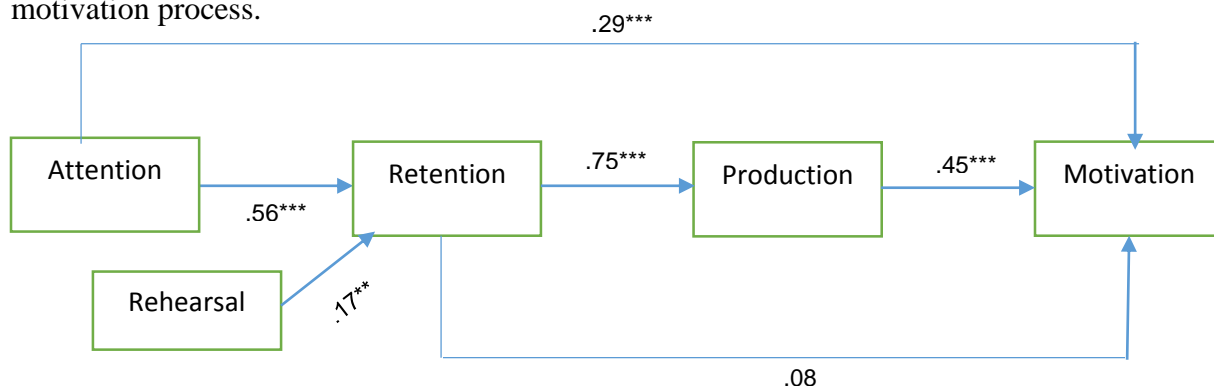 motivation process.
.29***
Attention
Retention
Production
Motivation
.75***
.45***
.56***
Rehearsal
.17**
.08